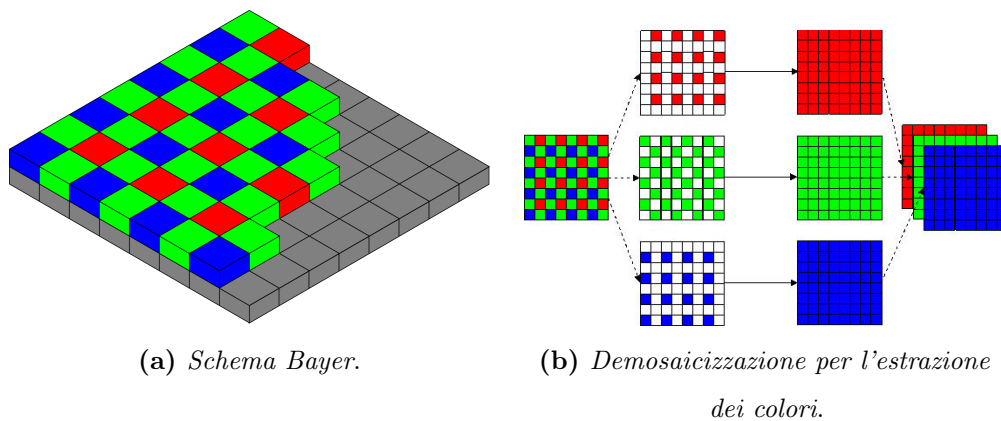 (a) Schema Bayer.
(b) Demosaicizzazione per l'estrazione
dei colori.